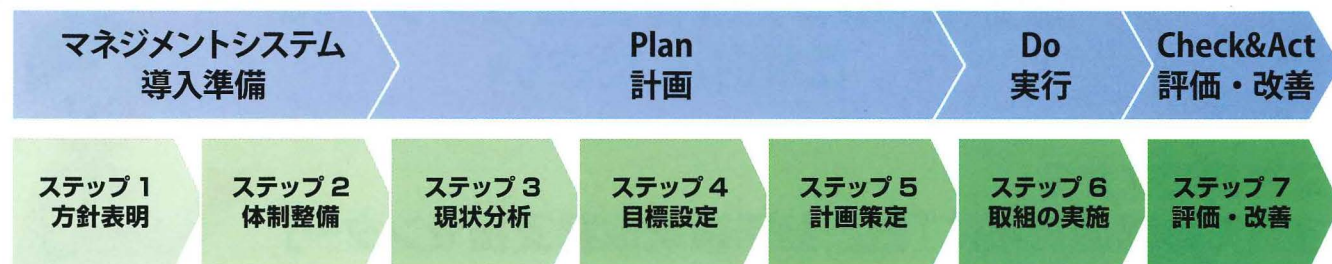 マネジメントシステム
導入準備
Plan
計画
Do
実行
Check&Act
評価・改善
ステップ 1
方針表明
ステップ 2
体制整備
ステップ 3
現状分析
ステップ 4
目標設定
ステップ 5
計画策定
ステップ 6
取組の実施
ステップ 7
評価・改善